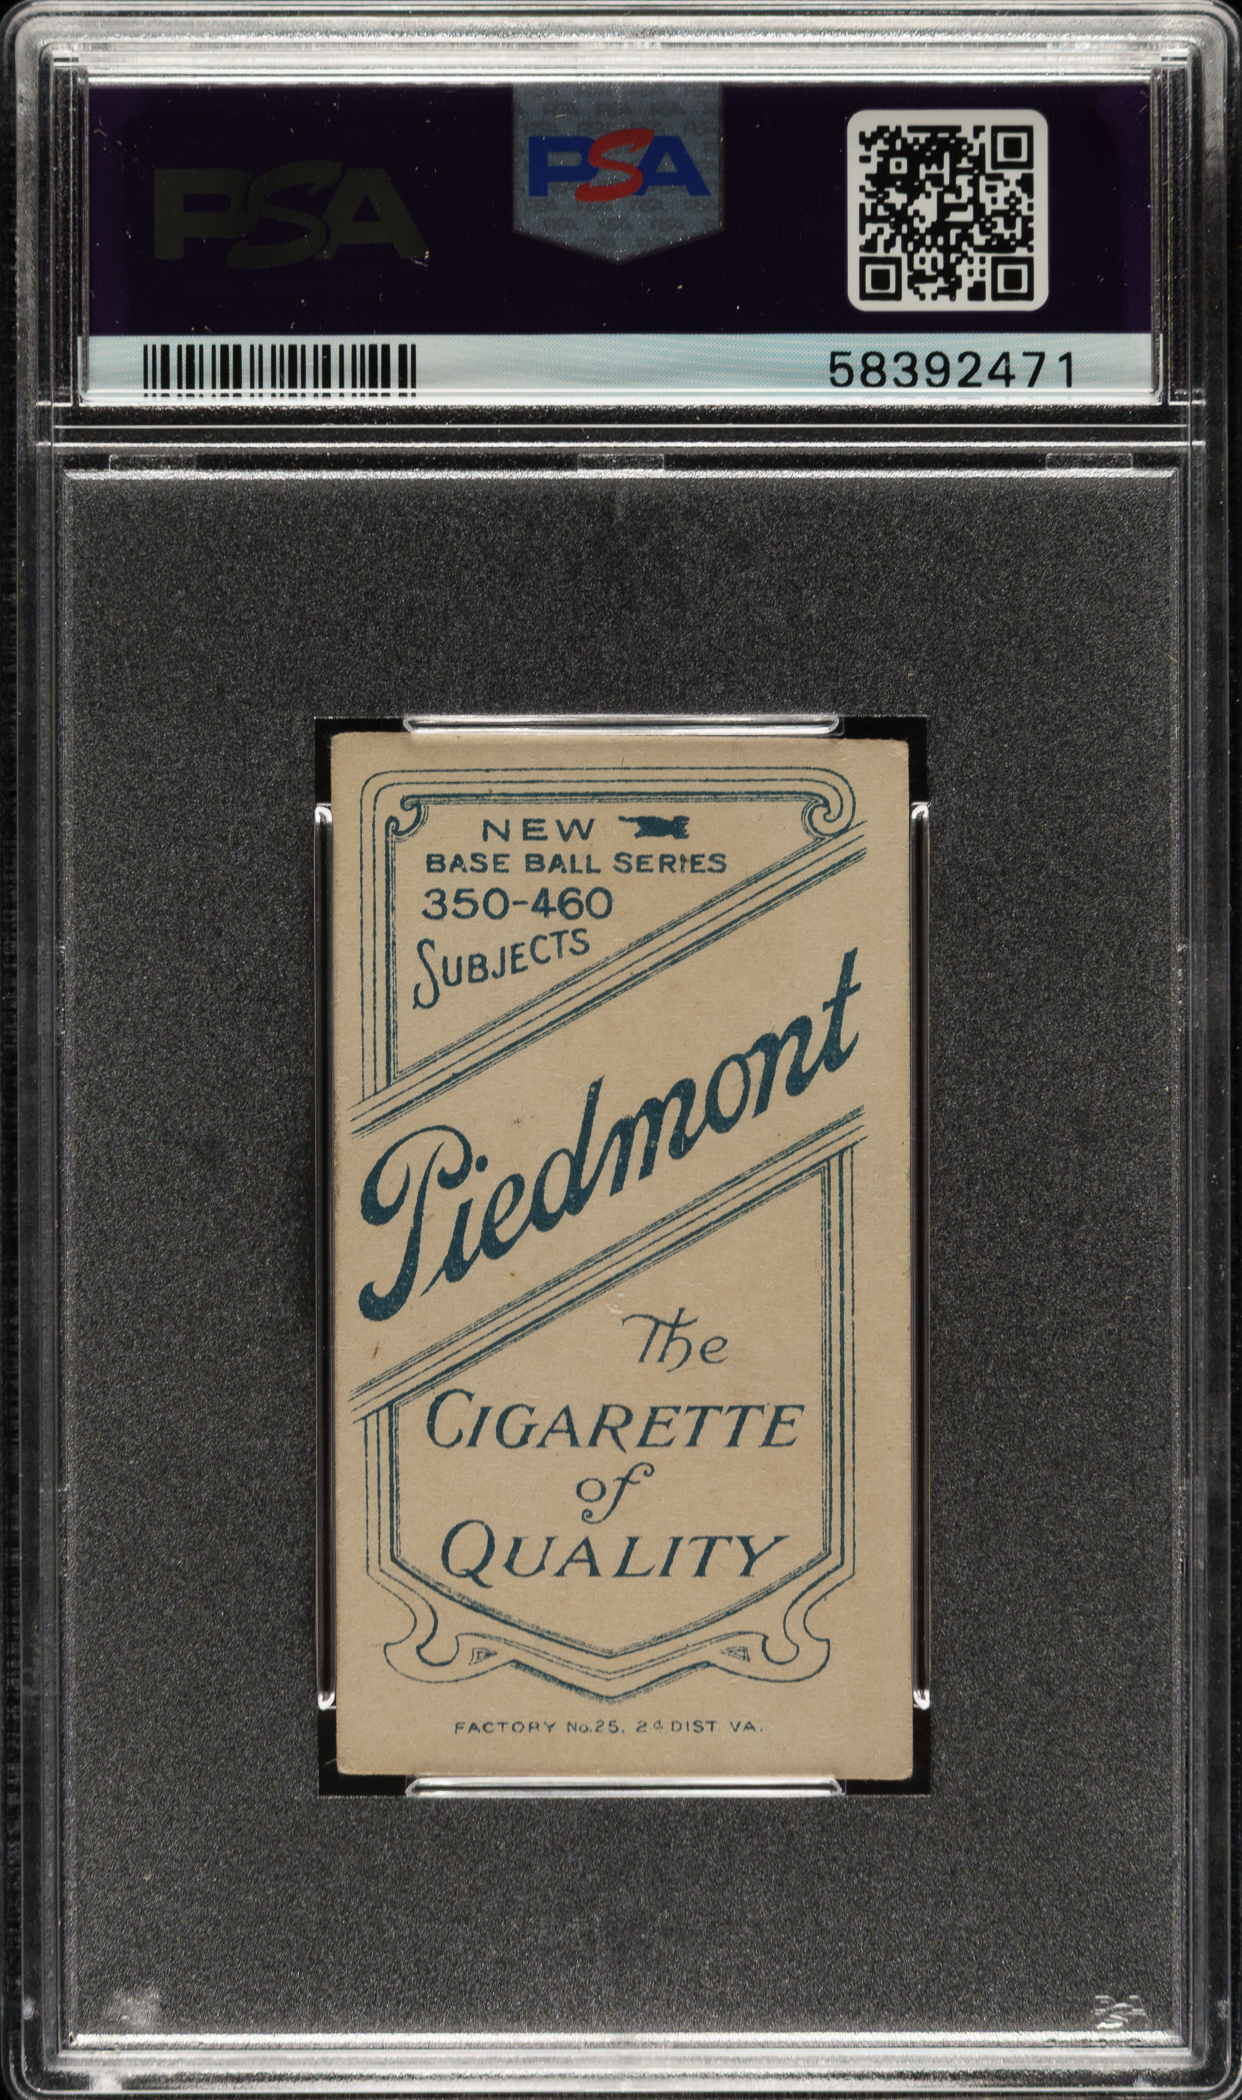 PSA
PSA
58392471
NEW
BASE BALL SERIES
350-460
SUBJECTS
Piedmont
The
CIGARETTE
of
QUALITY
FACTORY No. 25, 2d DIST. VA.
PSA